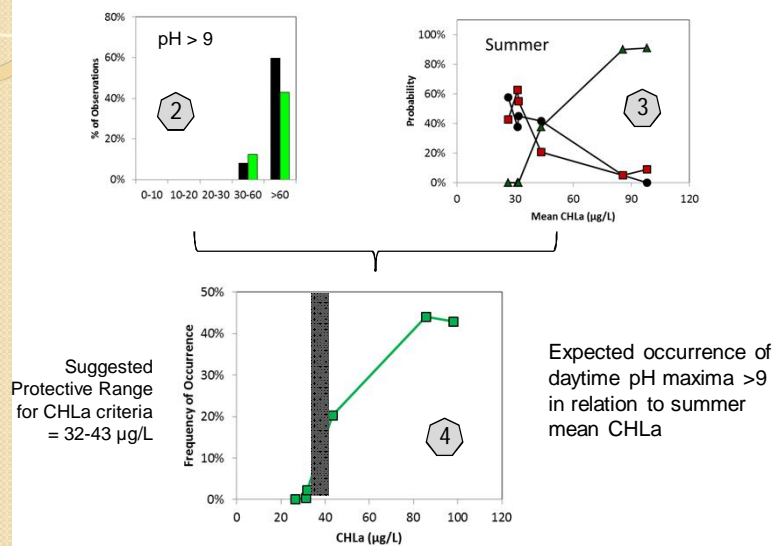 80%
60%
40%
20%
0%
% of Observations
pH > 9
2
0-10 10-20 20-30 30-60 >60
100%
80%
60%
40%
20%
0%
Probability
Summer
3
0 30 60 90 120
Mean CHLa (µg/L)
50%
40%
30%
20%
10%
0%
Frequency of Occurrence
4
0 20 40 60 80 100 120
CHLa (µg/L)
Suggested
Protective Range
for CHLa criteria
= 32-43 µg/L
Expected occurrence of
daytime pH maxima >9
in relation to summer
mean CHLa